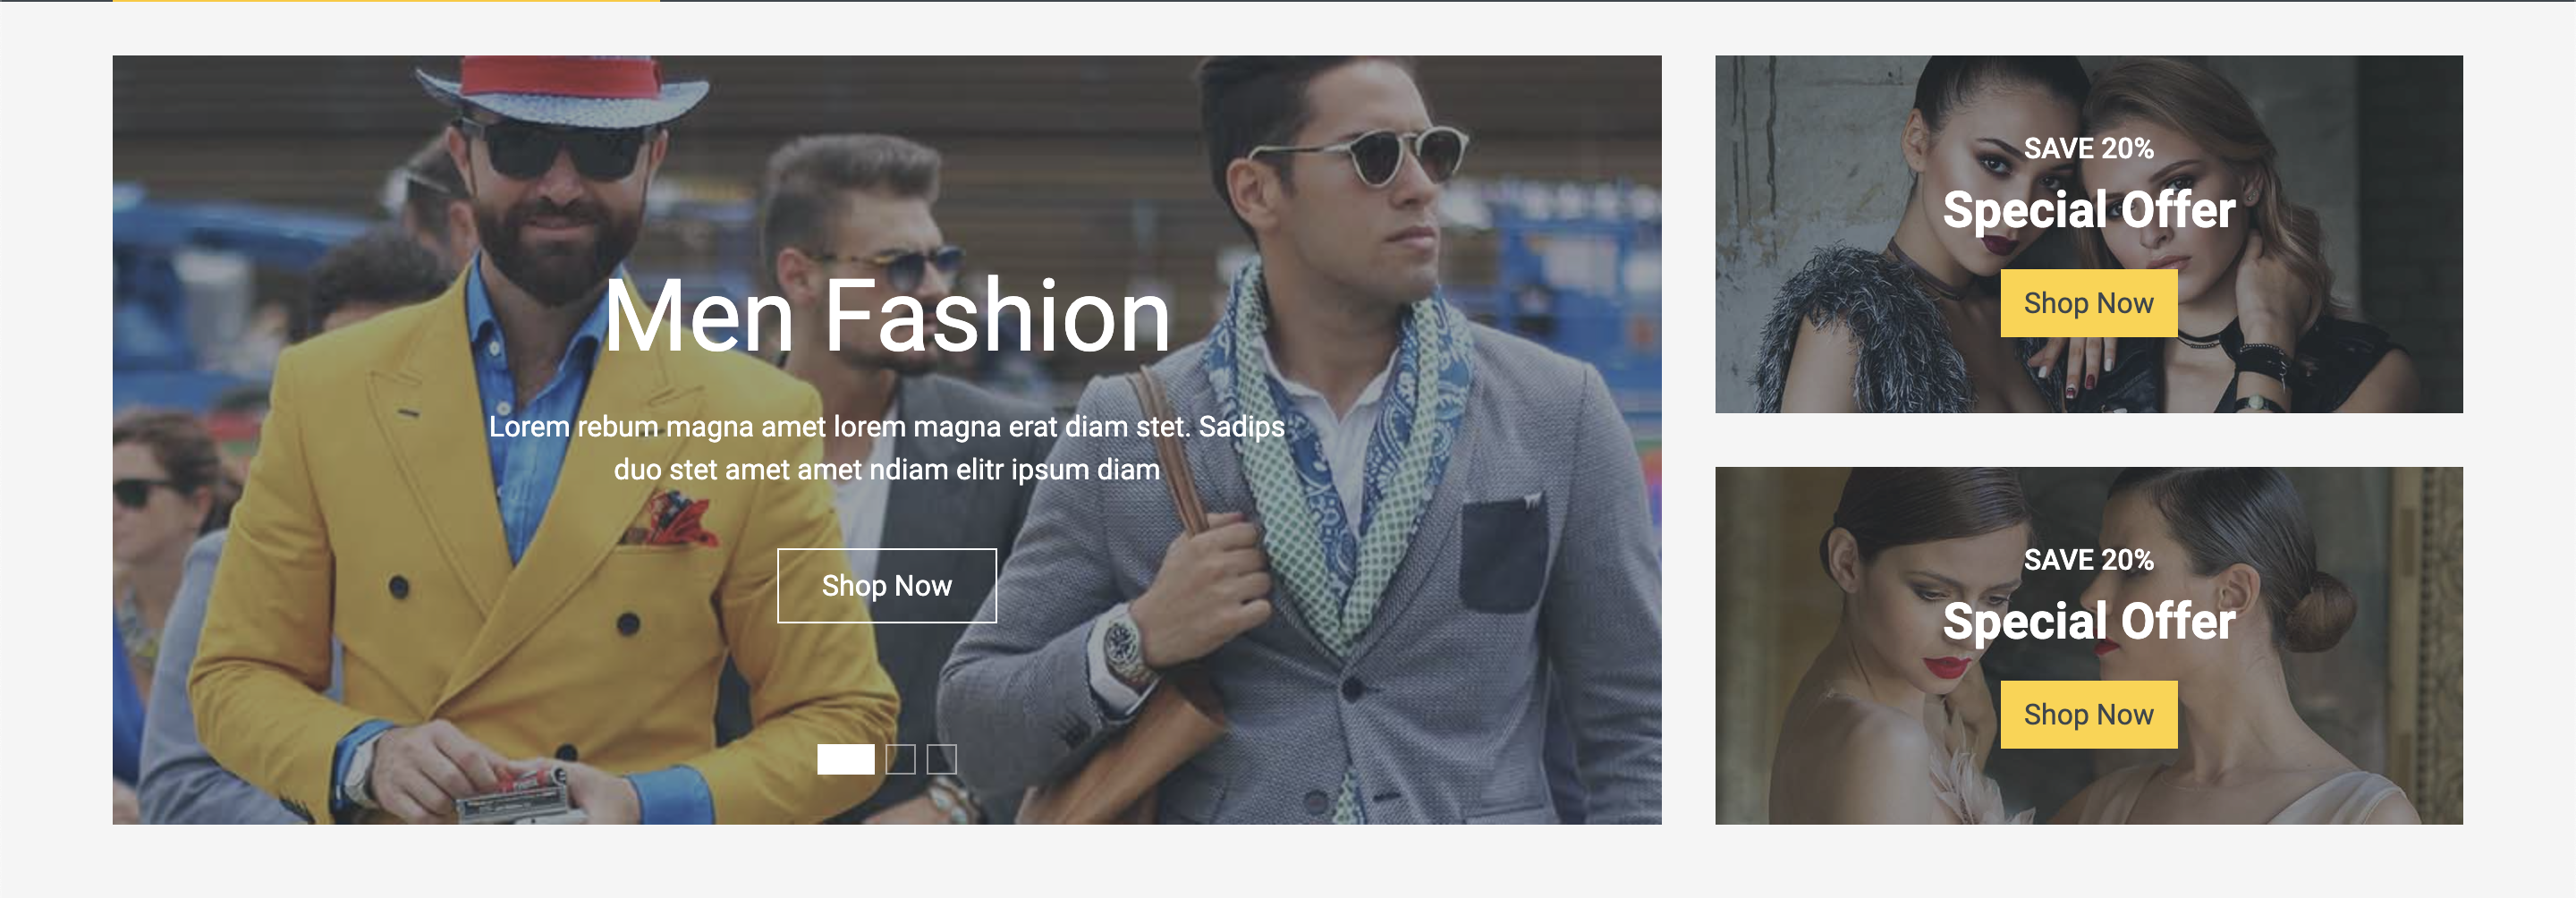 Men Fashion
Lorem rebum magna amet lorem magna erat diam stet. Sadips
duo stet amet amet ndiam elitr ipsum diam
Shop Now
SAVE 20%
Special Offer
Shop Now
SAVE 20%
Special Offer
Shop Now